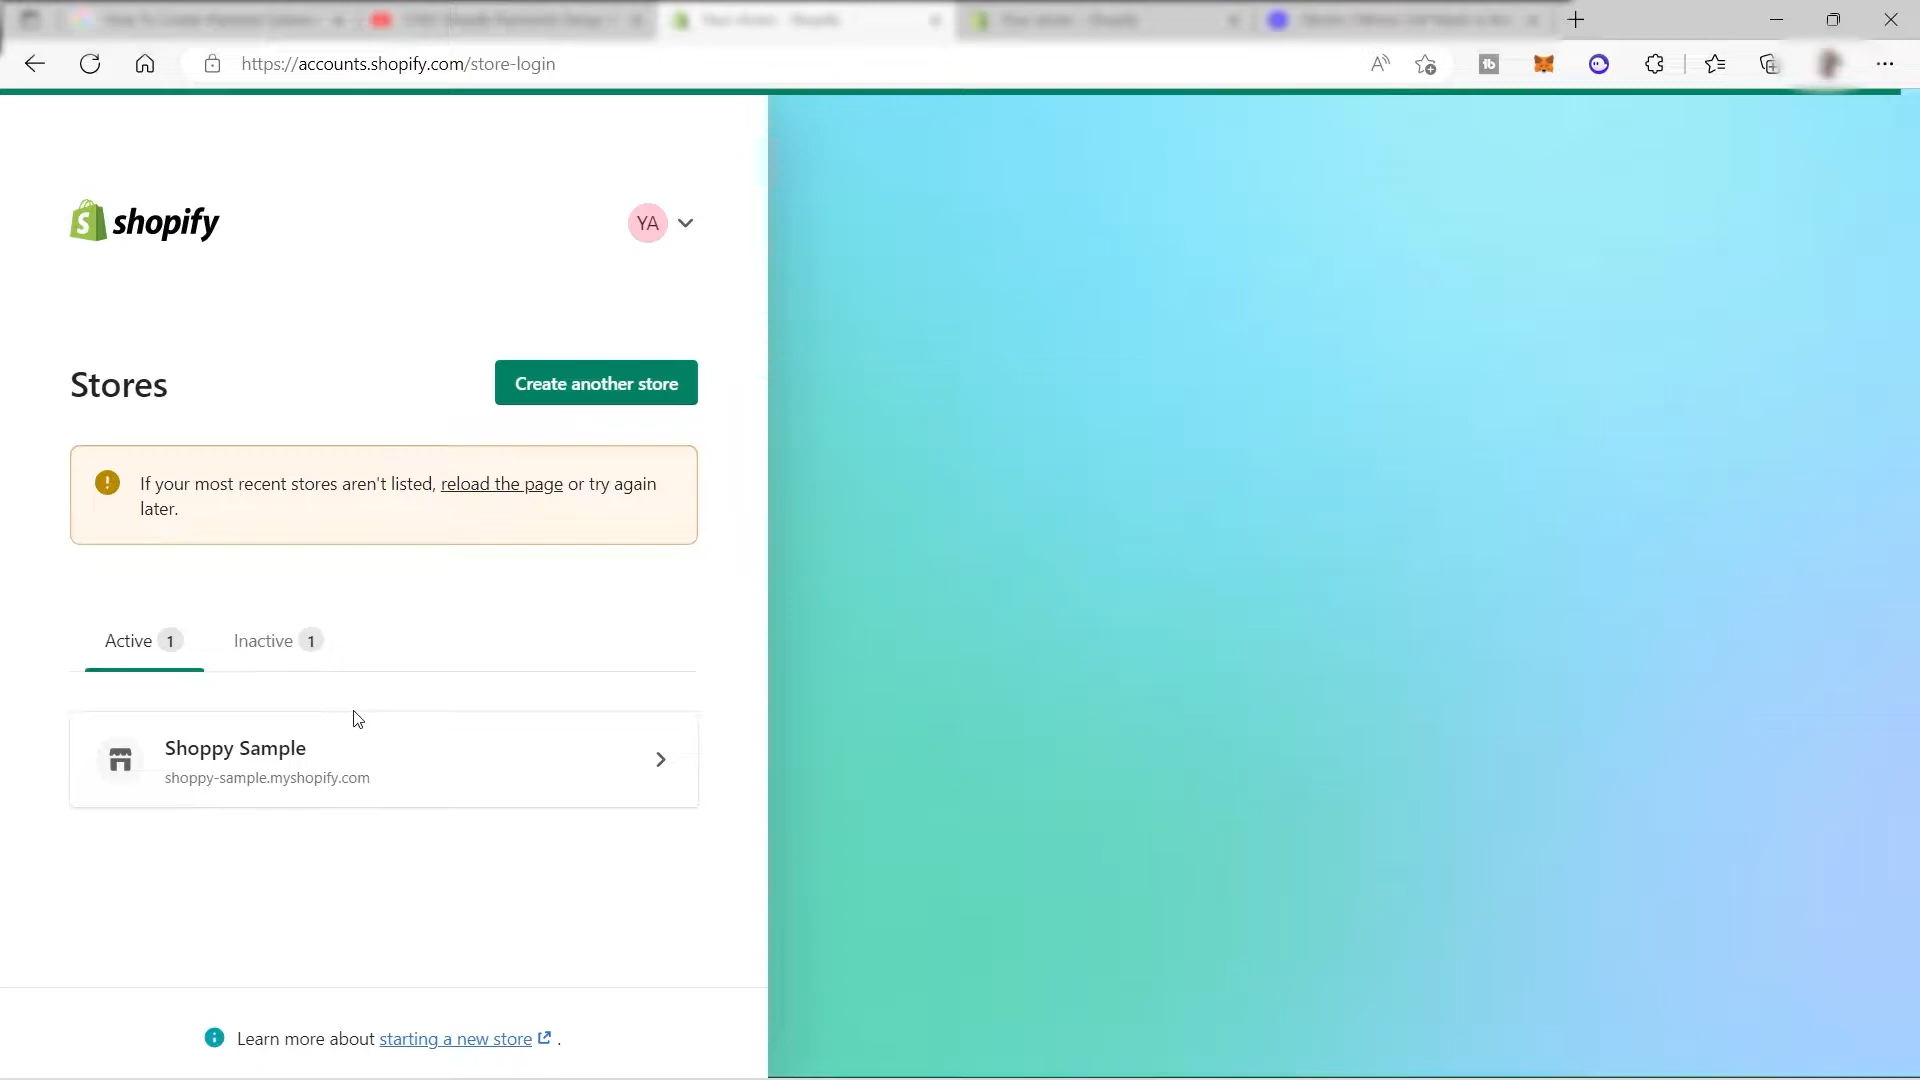 https://accounts.shopify.com/store-login
shopify
YA
Stores
Create another store
If your most recent stores aren't listed, reload the page or try again
later.
Active 1
Inactive 1
Shoppy Sample
shoppy-sample.myshopify.com
Learn more about starting a new store .